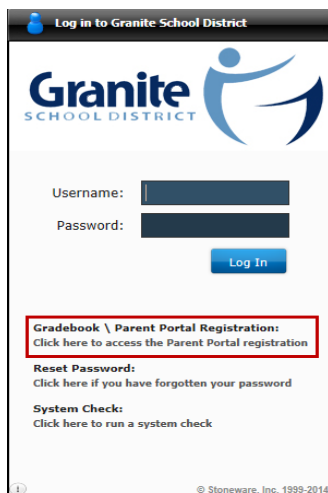 Log in to Granite School District
Granite
SCHOOL DISTRICT
Username:
Password:
Log In
Gradebook \ Parent Portal Registration:
Click here to access the Parent Portal registration
Reset Password:
Click here if you have forgotten your password
System Check:
Click here to run a system check
© Stoneware, Inc. 1999-2014